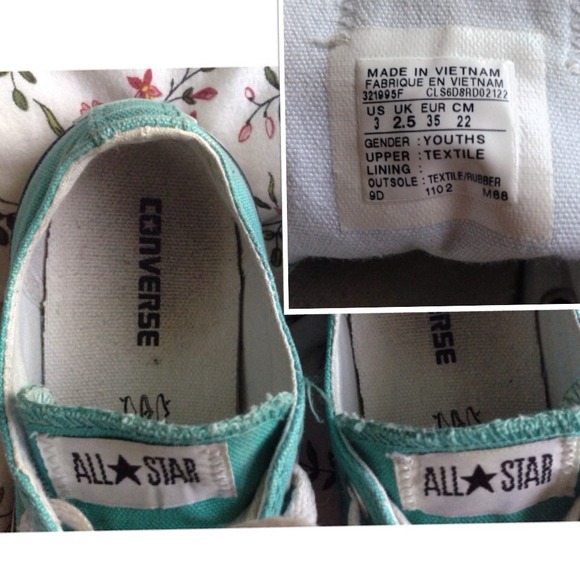 MADE IN VIETNAM
FABRIQUE EN VIETNAM
321995F CLS6D8RD02122
US UK EUR CM
3 2.5 35 22
GENDER : YOUTHS
UPPER : TEXTILE
LINING :
OUTSOLE : TEXTILE/RUBBER
9D 1102 M88
CONVERSE
CONVERSE
ALL★STAR
ALL★STAR